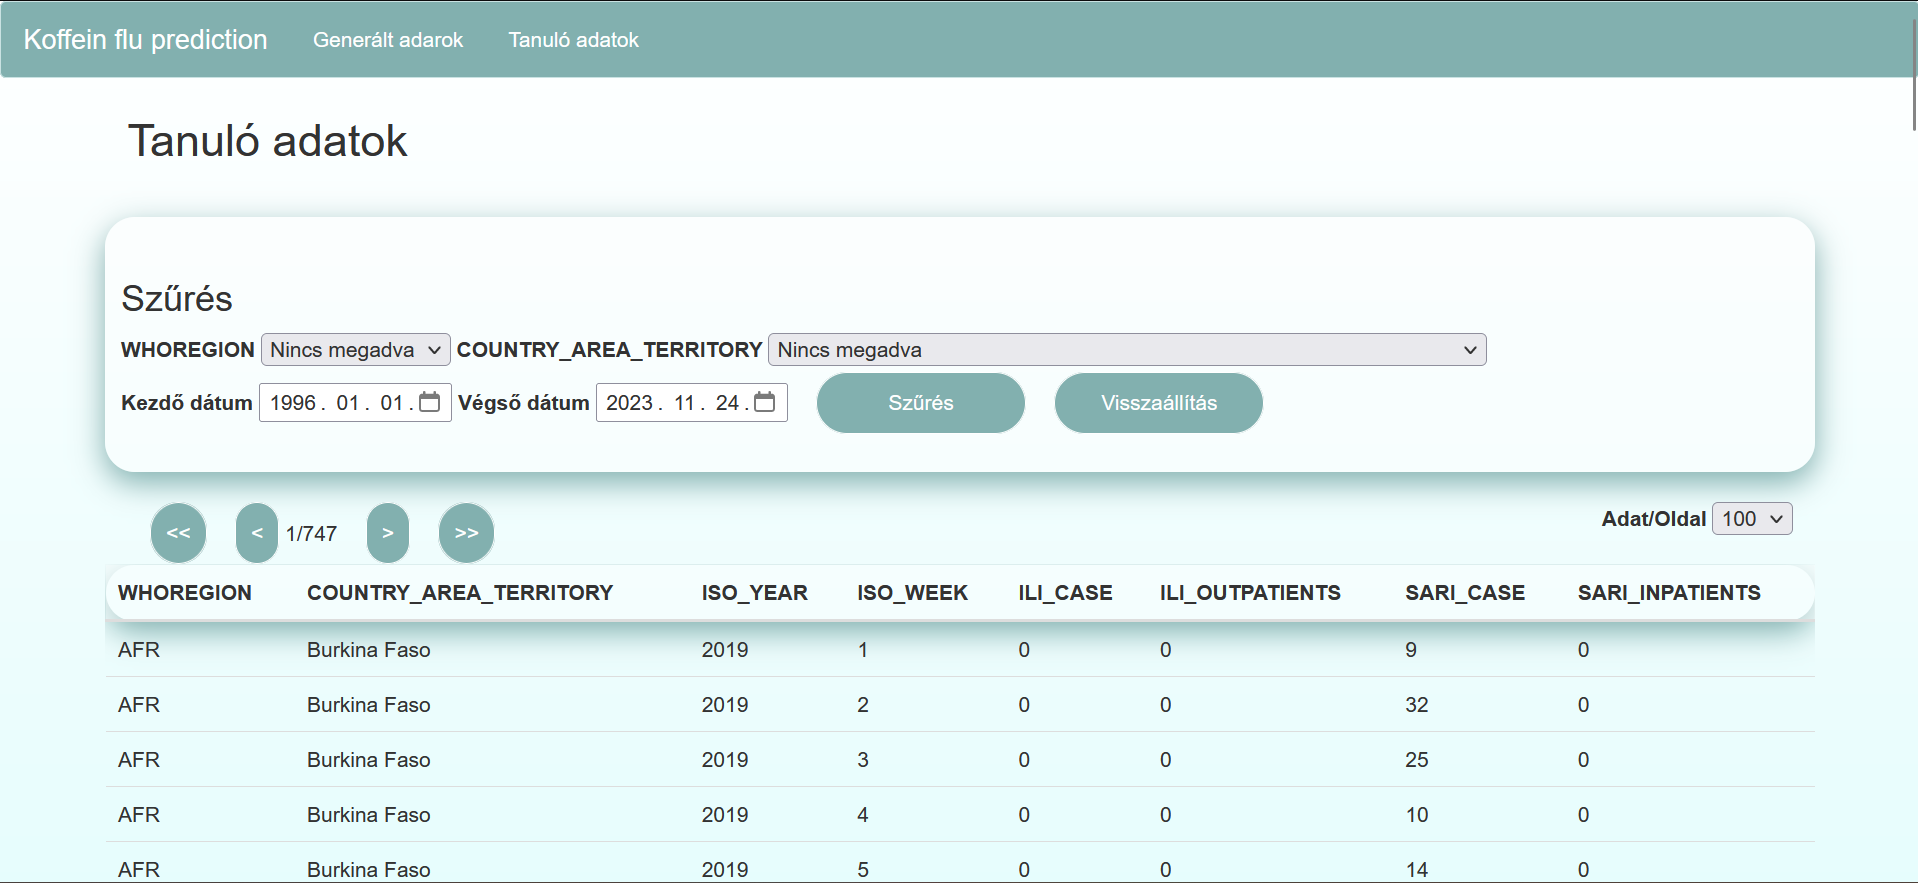 Koffein flu prediction Generált adarok Tanuló adatok
Tanuló adatok
Szűrés
WHOREGION Nincs megadva COUNTRY_AREA_TERRITORY Nincs megadva
Kezdő dátum 1996. 01. 01. Végső dátum 2023. 11. 24. Szűrés Visszaállítás
<< < 1/747 > >> Adat/Oldal 100
WHOREGION COUNTRY_AREA_TERRITORY ISO_YEAR ISO_WEEK ILI_CASE ILI_OUTPATIENTS SARI_CASE SARI_INPATIENTS
AFR Burkina Faso 2019 1 0 0 9 0
AFR Burkina Faso 2019 2 0 0 32 0
AFR Burkina Faso 2019 3 0 0 25 0
AFR Burkina Faso 2019 4 0 0 10 0
AFR Burkina Faso 2019 5 0 0 14 0